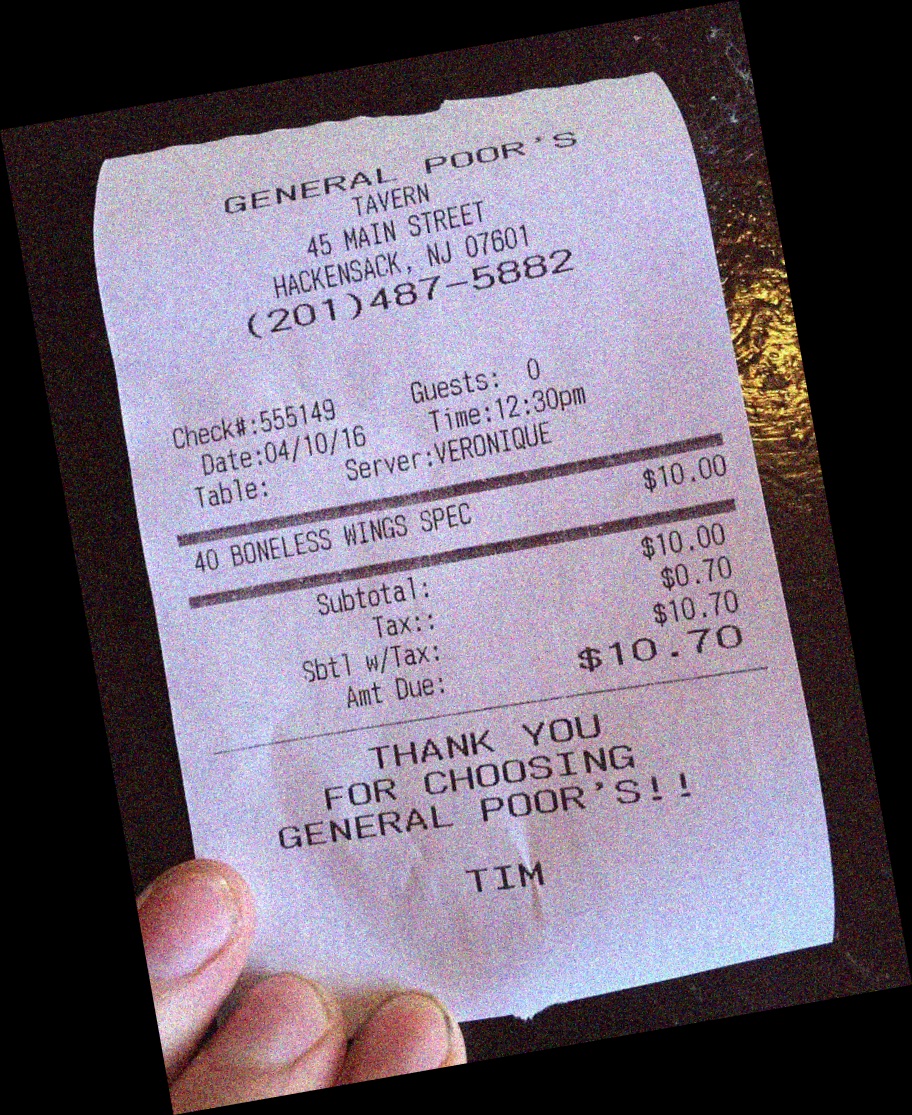 GENERAL POOR'S
TAVERN
45 MAIN STREET
HACKENSACK, NJ 07601
(201)487-5882
Check#:555149 Guests: 0
Date:04/10/16 Time:12:30pm
Table: Server:VERONIQUE
40 BONELESS WINGS SPEC $10.00
Subtotal: $10.00
Tax:: $0.70
Sbtl w/Tax: $10.70
Amt Due: $10.70
THANK YOU
FOR CHOOSING
GENERAL POOR'S!!
TIM